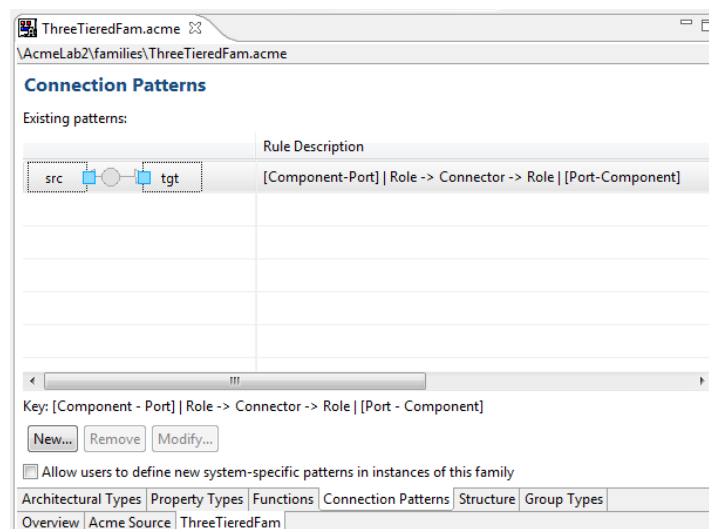 ThreeTieredFam.acme
\AcmeLab2\families\ThreeTieredFam.acme
Connection Patterns
Existing patterns:
Rule Description
src tgt [Component-Port] | Role -> Connector -> Role | [Port-Component]
Key: [Component - Port] | Role -> Connector -> Role | [Port - Component]
New... Remove Modify...
Allow users to define new system-specific patterns in instances of this family
Architectural Types Property Types Functions Connection Patterns Structure Group Types
Overview Acme Source ThreeTieredFam